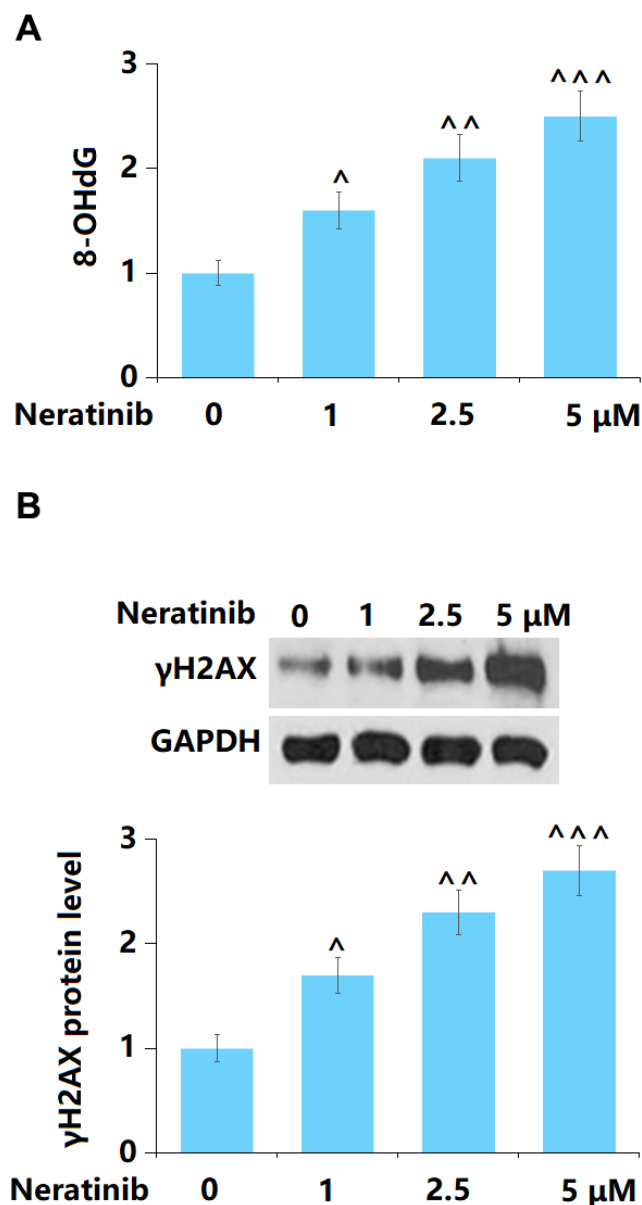 A
3
^ ^ ^
^ ^
2
^
8-OHdG
1
0
Neratinib 0 1 2.5 5 μM
B
Neratinib 0 1 2.5 5 μM
γH2AX
GAPDH
3
^ ^ ^
^ ^
^
2
γH2AX protein level
1
0
Neratinib 0 1 2.5 5 μM